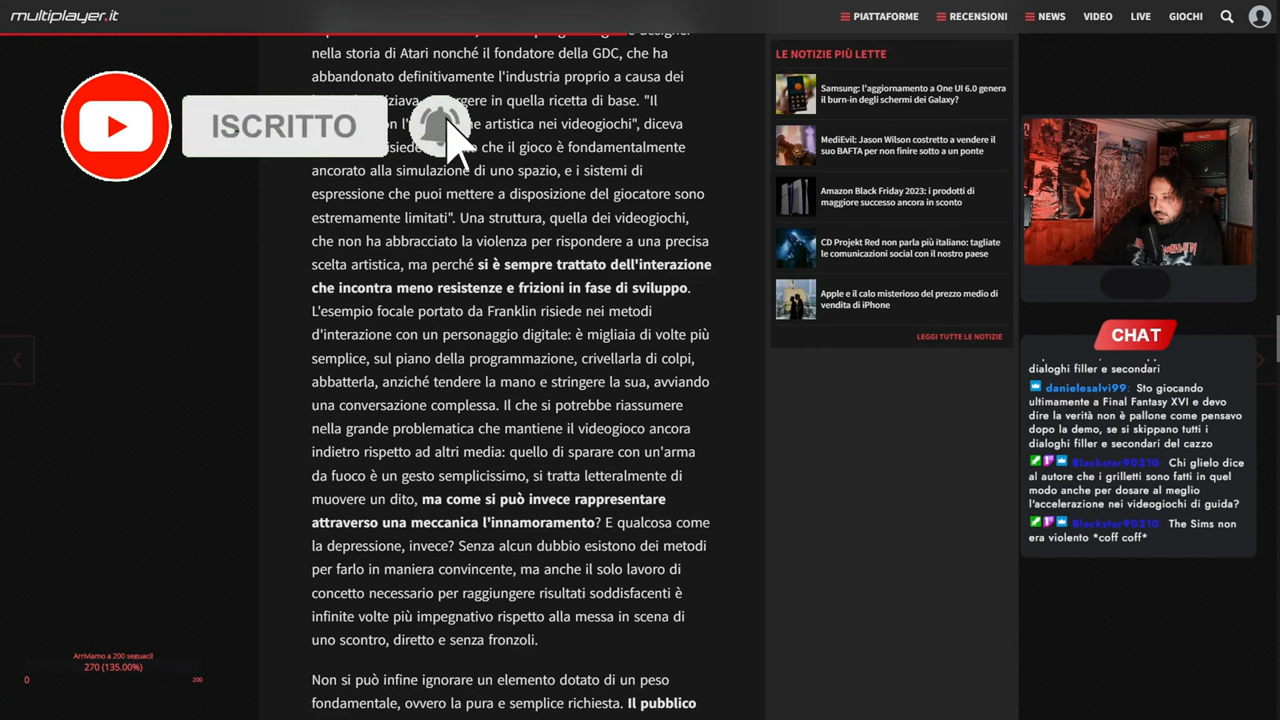 multiplayer.it
PIATTAFORME
RECENSIONI
NEWS
VIDEO
LIVE
GIOCHI
nella storia di Atari nonché il fondatore della GDC, che ha
abbandonato definitivamente l'industria proprio a causa dei
in quella ricetta di base. "Il
artistica nei videogiochi", diceva
che il gioco è fondamentalmente
ancorato alla simulazione di uno spazio, e i sistemi di
espressione che puoi mettere a disposizione del giocatore sono
estremamente limitati". Una struttura, quella dei videogiochi,
che non ha abbracciato la violenza per rispondere a una precisa
scelta artistica, ma perché si è sempre trattato dell'interazione
che incontra meno resistenze e frizioni in fase di sviluppo.
L'esempio focale portato da Franklin risiede nei metodi
d'interazione con un personaggio digitale: è migliaia di volte più
semplice, sul piano della programmazione, crivellarla di colpi,
abbatterla, anziché tendere la mano e stringere la sua, avviando
una conversazione complessa. Il che si potrebbe riassumere
nella grande problematica che mantiene il videogioco ancora
indietro rispetto ad altri media: quello di sparare con un'arma
da fuoco è un gesto semplicissimo, si tratta letteralmente di
muovere un dito, ma come si può invece rappresentare
attraverso una meccanica l'innamoramento? E qualcosa come
la depressione, invece? Senza alcun dubbio esistono dei metodi
per farlo in maniera convincente, ma anche il solo lavoro di
concetto necessario per raggiungere risultati soddisfacenti è
infinite volte più impegnativo rispetto alla messa in scena di
uno scontro, diretto e senza fronzoli.
Non si può infine ignorare un elemento dotato di un peso
fondamentale, ovvero la pura e semplice richiesta. Il pubblico
ISCRITTO
LE NOTIZIE PIÙ LETTE
Samsung: l'aggiornamento a One UI 6.0 genera
il burn-in degli schermi dei Galaxy?
MediEvil: Jason Wilson costretto a vendere il
suo BAFTA per non finire sotto a un ponte
Amazon Black Friday 2023: i prodotti di
maggiore successo ancora in sconto
CD Projekt Red non parla più italiano: tagliate
le comunicazioni social con il nostro paese
Apple e il calo misterioso del prezzo medio di
vendita di iPhone
LEGGI TUTTE LE NOTIZIE
CHAT
dialoghi filler e secondari
danielesalvi99: Sto giocando
ultimamente a Final Fantasy XVI e devo
dire la verità non è pallone come pensavo
dopo la demo, se si skippano tutti i
dialoghi filler e secondari del cazzo
Blackstar90210: Chi glielo dice
al autore che i grilletti sono fatti in quel
modo anche per dosare al meglio
l'accelerazione nei videogiochi di guida?
Blackstar90210: The Sims non
era violento *coff coff*
Arriviamo a 200 seguaci!
270 (135.00%)
0
200